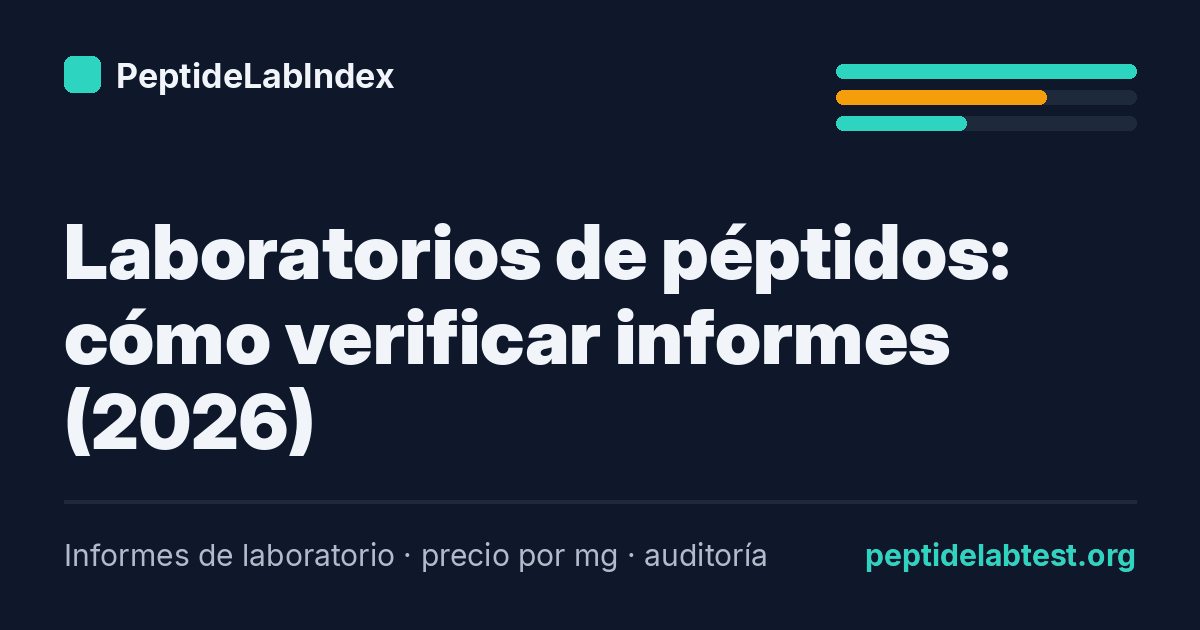 PeptideLabIndex
Laboratorios de péptidos:
cómo verificar informes
(2026)
Informes de laboratorio · precio por mg · auditoría
peptidelabtest.org